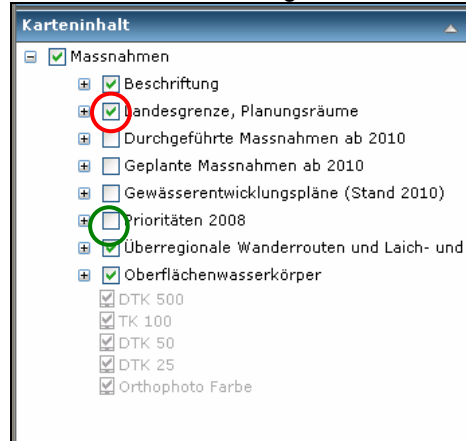 Karteninhalt
Massnahmen
Beschriftung
Landesgrenze, Planungsräume
Durchgeführte Massnahmen ab 2010
Geplante Massnahmen ab 2010
Gewässerentwicklungspläne (Stand 2010)
Prioritäten 2008
Überregionale Wanderrouten und Laich- und
Oberflächenwasserkörper
DTK 500
TK 100
DTK 50
DTK 25
Orthophoto Farbe